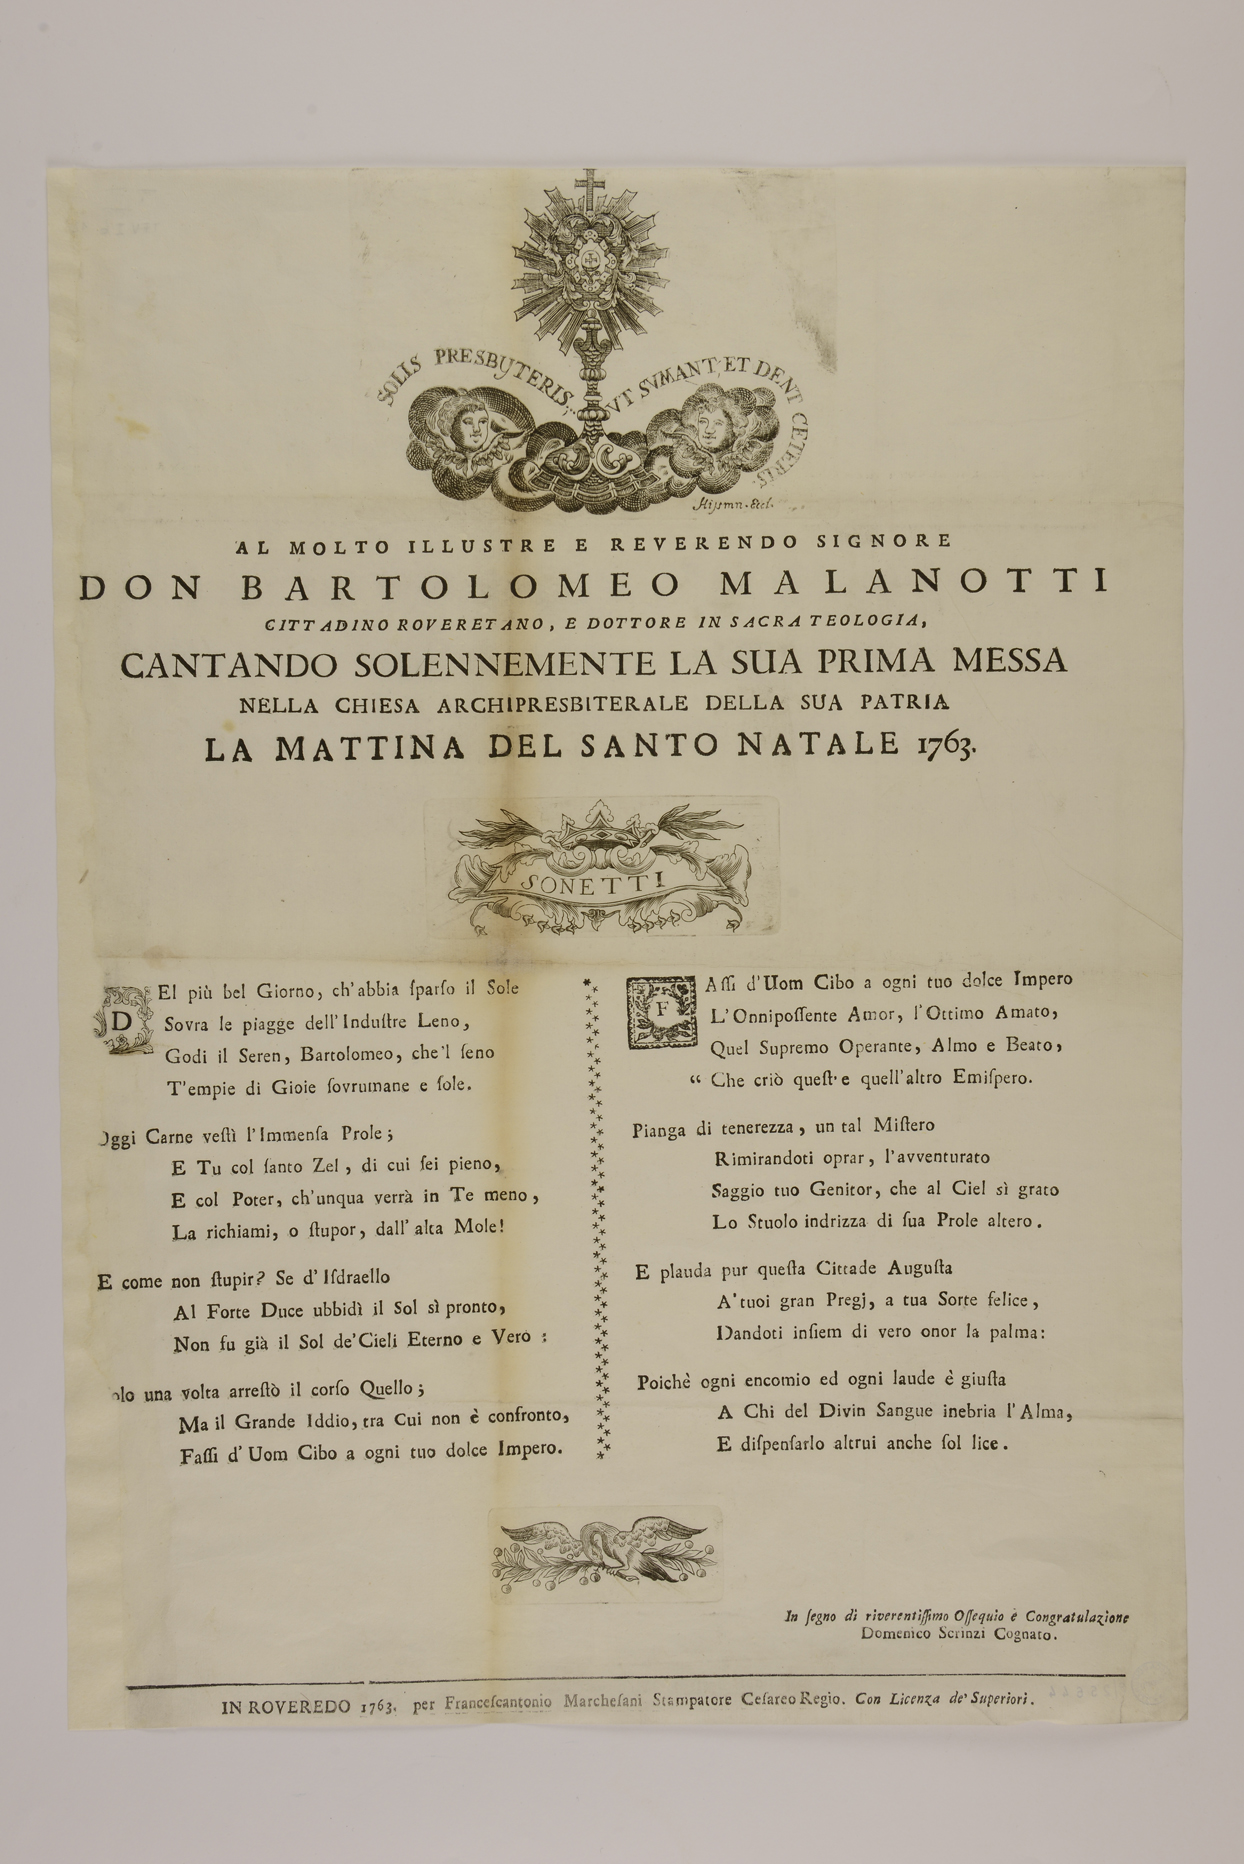 SOLIS PRESBYTERIS, VT SVMANT, ET DENT CETERIS.
AL MOLTO ILLUSTRE E REVERENDO SIGNORE
DON BARTOLOMEO MALANOTTI
CITTADINO ROVERETANO, E DOTTORE IN SACRA TEOLOGIA,
CANTANDO SOLENNEMENTE LA SUA PRIMA MESSA
NELLA CHIESA ARCHIPRESBITERALE DELLA SUA PATRIA
LA MATTINA DEL SANTO NATALE 1763.
SONETTI
DEl più bel Giorno, ch'abbia ſparſo il Sole
Sovra le piagge dell'Induſtre Leno,
Godi il Seren, Bartolomeo, che'l ſeno
T'empie di Gioie ſovrumane e ſole.
Oggi Carne veſtì l'Immenſa Prole;
E Tu col ſanto Zel, di cui ſei pieno,
E col Poter, ch'unqua verrà in Te meno,
La richiami, o ſtupor, dall'alta Mole!
E come non ſtupir? Se d'Iſdraello
Al Forte Duce ubbidì il Sol sì pronto,
Non fu già il Sol de'Cieli Eterno e Vero:
olo una volta arreſtò il corſo Quello;
Ma il Grande Iddio, tra Cui non è confronto,
Faſſi d'Uom Cibo a ogni tuo dolce Impero.
FAſſi d'Uom Cibo a ogni tuo dolce Impero
L'Onnipoſſente Amor, l'Ottimo Amato,
Quel Supremo Operante, Almo e Beato,
“ Che criò queſt'e quell'altro Emiſpero.
Pianga di tenerezza, un tal Miſtero
Rimirandoti oprar, l'avventurato
Saggio tuo Genitor, che al Ciel sì grato
Lo Stuolo indrizza di ſua Prole altero.
E plauda pur queſta Cittade Auguſta
A'tuoi gran Pregj, a tua Sorte felice,
Dandoti inſiem di vero onor la palma:
Poichè ogni encomio ed ogni laude è giuſta
A Chi del Divin Sangue inebria l'Alma,
E diſpenſarlo altrui anche ſol lice.
In ſegno di riverentiſſimo Oſſequio e Congratulazione
Domenico Scrinzi Cognato.
IN ROVEREDO 1763. per Franceſcantonio Marcheſani Stampatore Ceſareo Regio. Con Licenza de' Superiori.